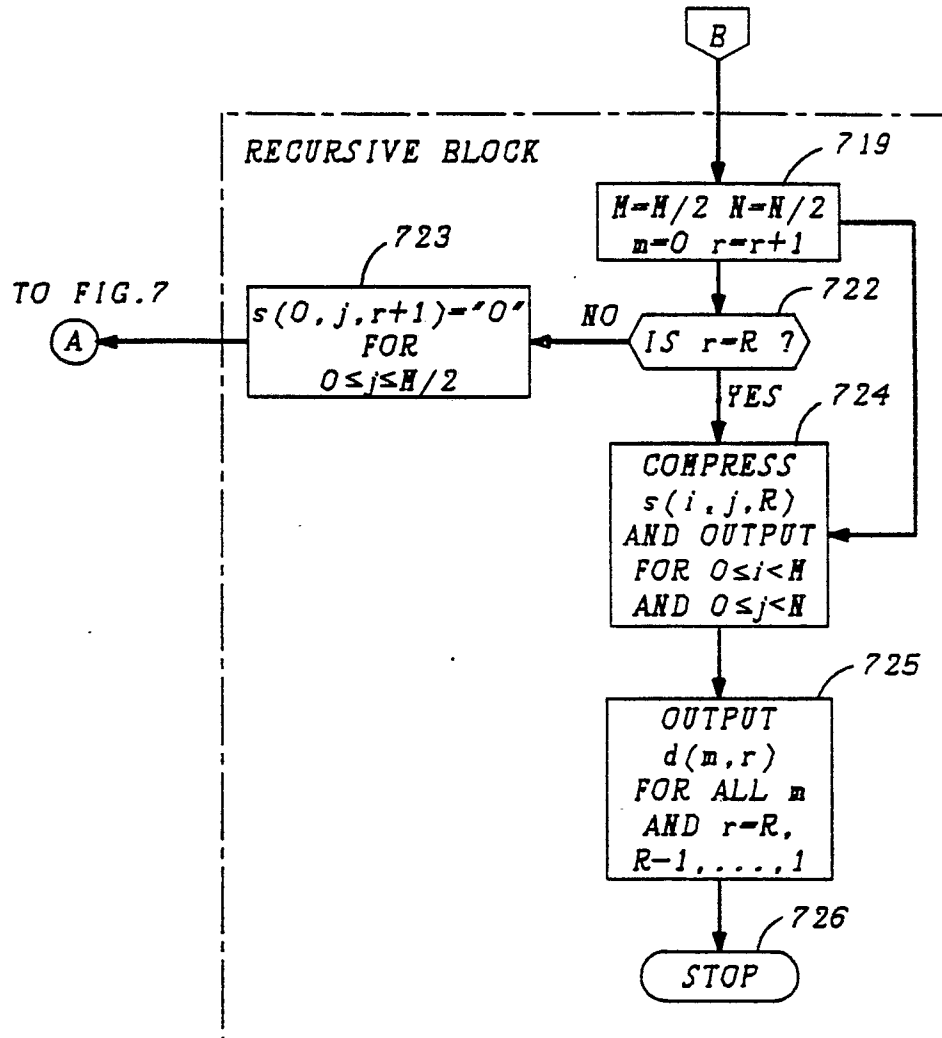 B
RECURSIVE BLOCK
719
M=M/2 N=N/2
m=0 r=r+1
723
TO FIG.7
A
s(0,j,r+1)="0"
FOR
0≤j≤N/2
NO
722
IS r=R ?
YES
724
COMPRESS
s(i,j,R)
AND OUTPUT
FOR 0≤i<M
AND 0≤j<N
725
OUTPUT
d(m,r)
FOR ALL m
AND r=R,
R-1,....,1
726
STOP